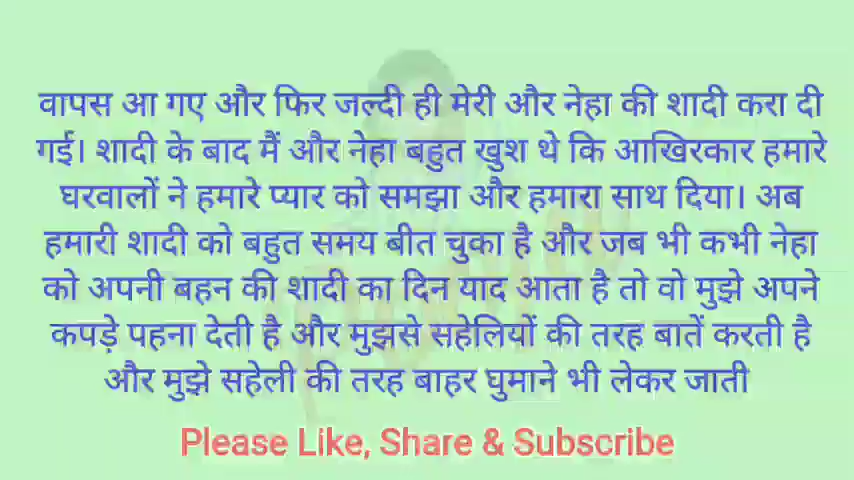 वापस आ गए और फिर जल्दी ही मेरी और नेहा की शादी करा दी
गई। शादी के बाद मैं और नेहा बहुत खुश थे कि आखिरकार हमारे
घरवालों ने हमारे प्यार को समझा और हमारा साथ दिया। अब
हमारी शादी को बहुत समय बीत चुका है और जब भी कभी नेहा
को अपनी बहन की शादी का दिन याद आता है तो वो मुझे अपने
कपड़े पहना देती है और मुझसे सहेलियों की तरह बातें करती है
और मुझे सहेली की तरह बाहर घुमाने भी लेकर जाती
Please Like, Share & Subscribe